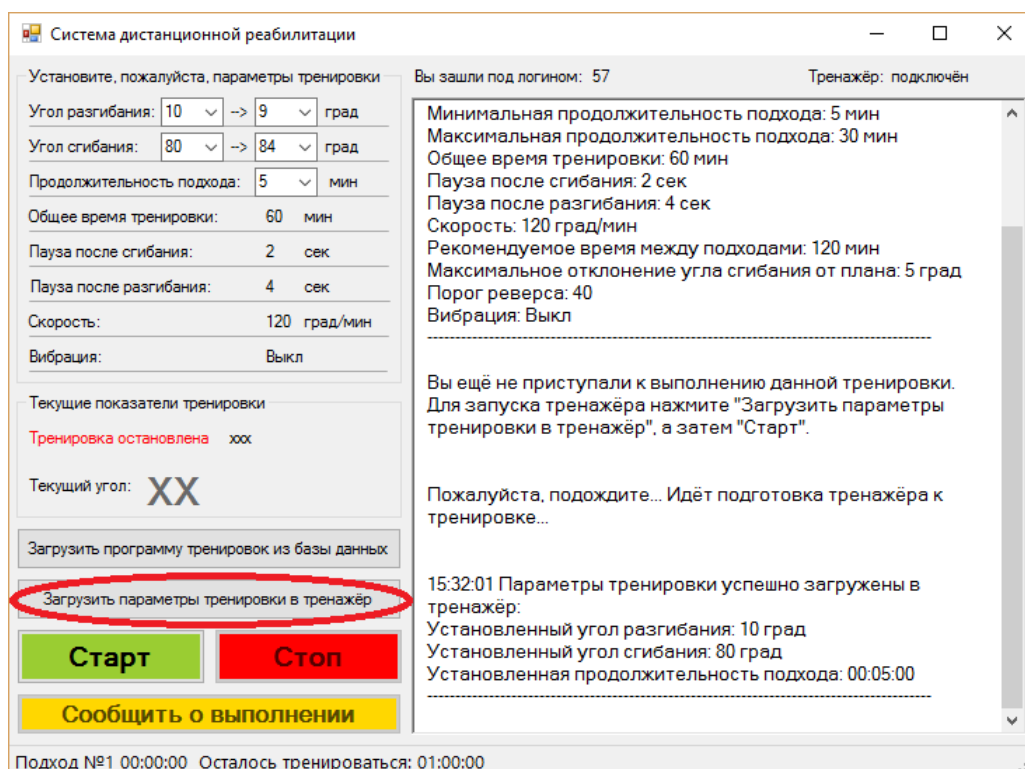 Система дистанционной реабилитации
Установите, пожалуйста, параметры тренировки
Угол разгибания: 10 --> 9 град
Угол сгибания: 80 --> 84 град
Продолжительность подхода: 5 мин
Общее время тренировки: 60 мин
Пауза после сгибания: 2 сек
Пауза после разгибания: 4 сек
Скорость: 120 град/мин
Вибрация: Выкл
Текущие показатели тренировки
Тренировка остановлена xxx
Текущий угол: XX
Загрузить программу тренировок из базы данных
Загрузить параметры тренировки в тренажёр
Старт Стоп
Сообщить о выполнении
Вы зашли под логином: 57 Тренажёр: подключён
Минимальная продолжительность подхода: 5 мин
Максимальная продолжительность подхода: 30 мин
Общее время тренировки: 60 мин
Пауза после сгибания: 2 сек
Пауза после разгибания: 4 сек
Скорость: 120 град/мин
Рекомендуемое время между подходами: 120 мин
Максимальное отклонение угла сгибания от плана: 5 град
Порог реверса: 40
Вибрация: Выкл
--------------------------------------------------------------------------------
Вы ещё не приступали к выполнению данной тренировки.
Для запуска тренажёра нажмите "Загрузить параметры
тренировки в тренажёр", а затем "Старт".
Пожалуйста, подождите... Идёт подготовка тренажёра к
тренировке...
15:32:01 Параметры тренировки успешно загружены в
тренажёр:
Установленный угол разгибания: 10 град
Установленный угол сгибания: 80 град
Установленная продолжительность подхода: 00:05:00
--------------------------------------------------------------------------------
Подход №1 00:00:00 Осталось тренироваться: 01:00:00